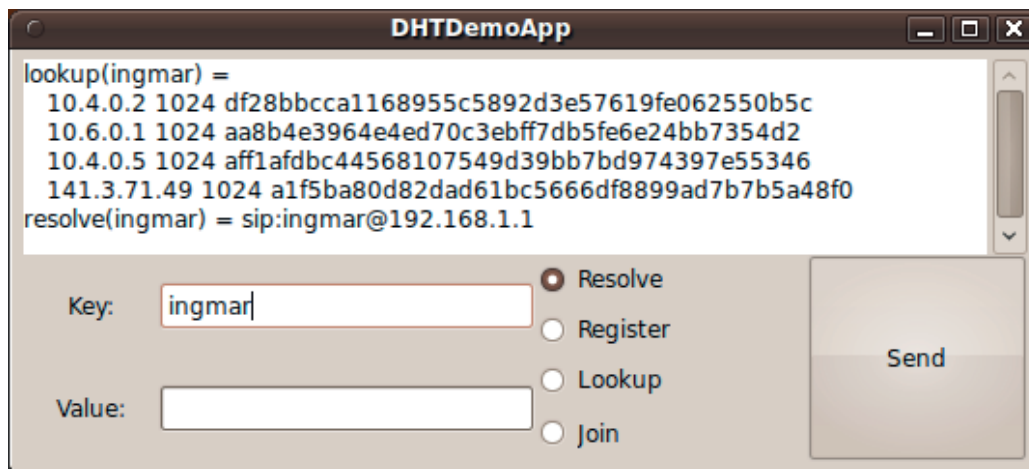 DHTDemoApp
lookup(ingmar) =
10.4.0.2 1024 df28bbcca1168955c5892d3e57619fe062550b5c
10.6.0.1 1024 aa8b4e3964e4ed70c3ebff7db5fe6e24bb7354d2
10.4.0.5 1024 aff1afdbc44568107549d39bb7bd974397e55346
141.3.71.49 1024 a1f5ba80d82dad61bc5666df8899ad7b7b5a48f0
resolve(ingmar) = sip:ingmar@192.168.1.1
Key: ingmar
Resolve
Register
Lookup
Join
Value:
Send